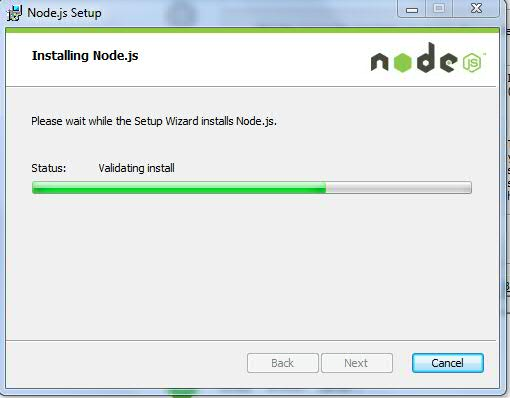 Node.js Setup
Installing Node.js
node
JS
Please wait while the Setup Wizard installs Node.js.
Status: Validating install
Back Next Cancel